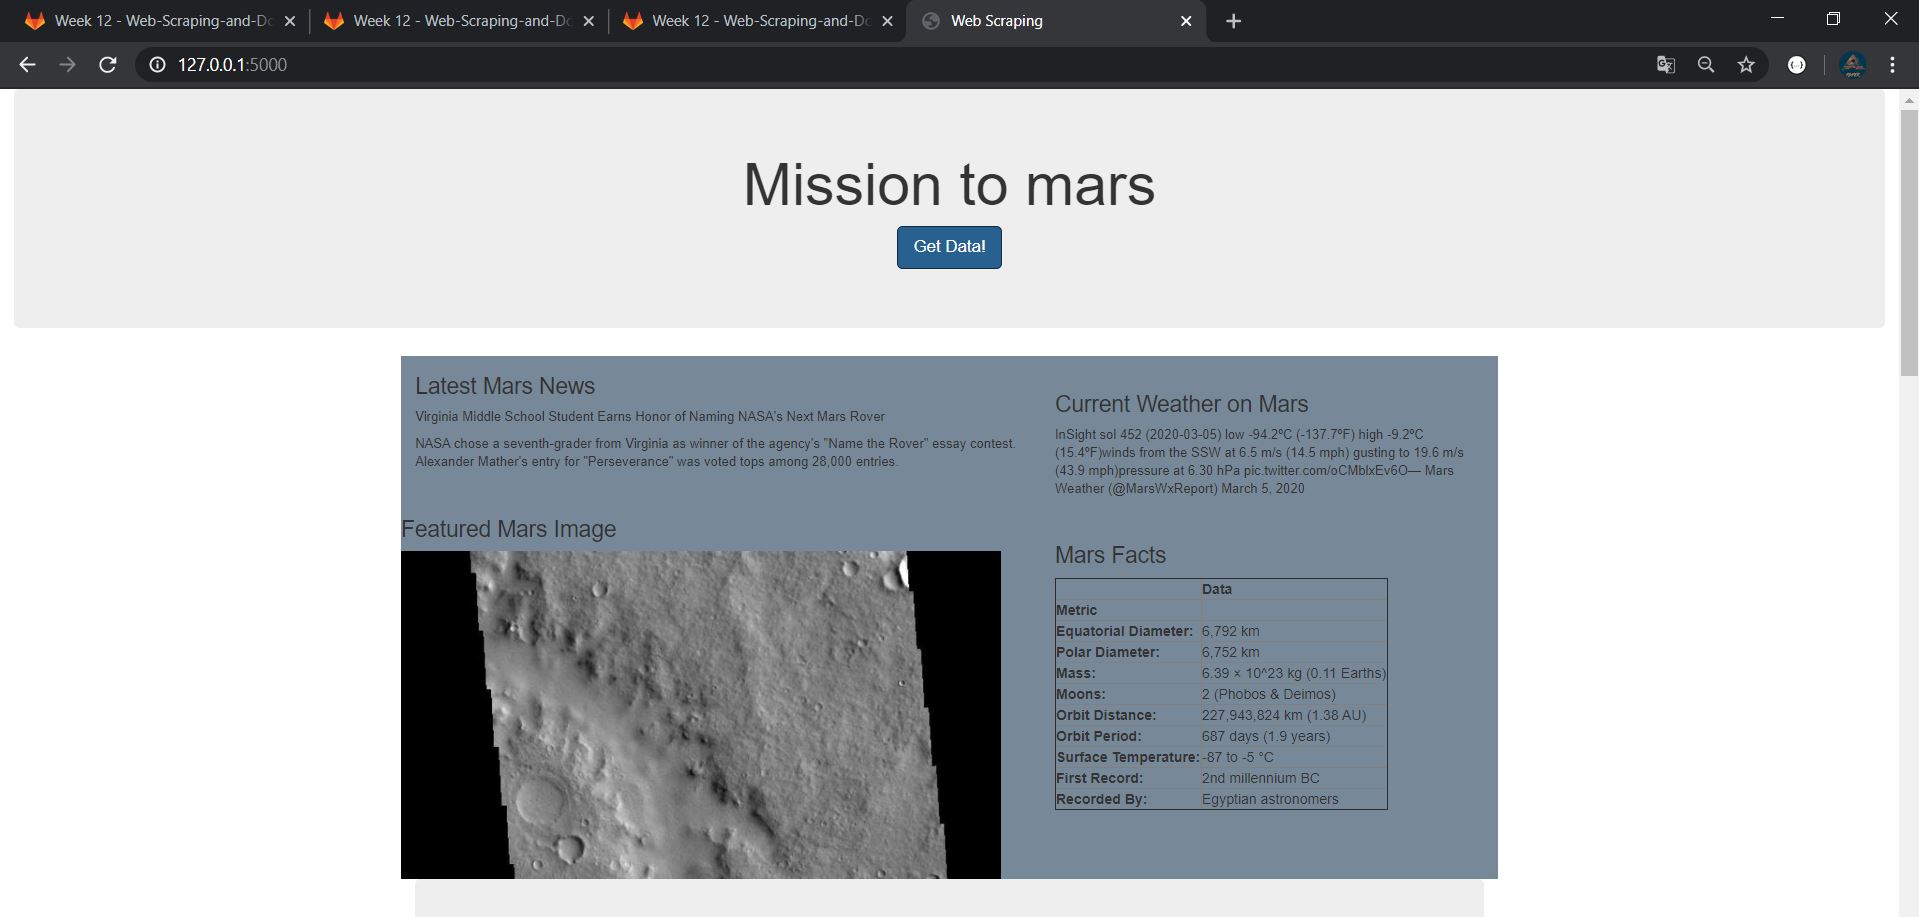 Week 12 - Web-Scraping-and-Do
Week 12 - Web-Scraping-and-Do
Week 12 - Web-Scraping-and-Do
Web Scraping
127.0.0.1:5000
Mission to mars
Get Data!
Latest Mars News
Virginia Middle School Student Earns Honor of Naming NASA's Next Mars Rover
NASA chose a seventh-grader from Virginia as winner of the agency's "Name the Rover" essay contest.
Alexander Mather's entry for "Perseverance" was voted tops among 28,000 entries.
Featured Mars Image
Current Weather on Mars
InSight sol 452 (2020-03-05) low -94.2ºC (-137.7ºF) high -9.2ºC
(15.4ºF)winds from the SSW at 6.5 m/s (14.5 mph) gusting to 19.6 m/s
(43.9 mph)pressure at 6.30 hPa pic.twitter.com/oCMblxEv6O— Mars
Weather (@MarsWxReport) March 5, 2020
Mars Facts
Data
Metric
Equatorial Diameter: 6,792 km
Polar Diameter: 6,752 km
Mass: 6.39 × 10^23 kg (0.11 Earths)
Moons: 2 (Phobos & Deimos)
Orbit Distance: 227,943,824 km (1.38 AU)
Orbit Period: 687 days (1.9 years)
Surface Temperature: -87 to -5 °C
First Record: 2nd millennium BC
Recorded By: Egyptian astronomers